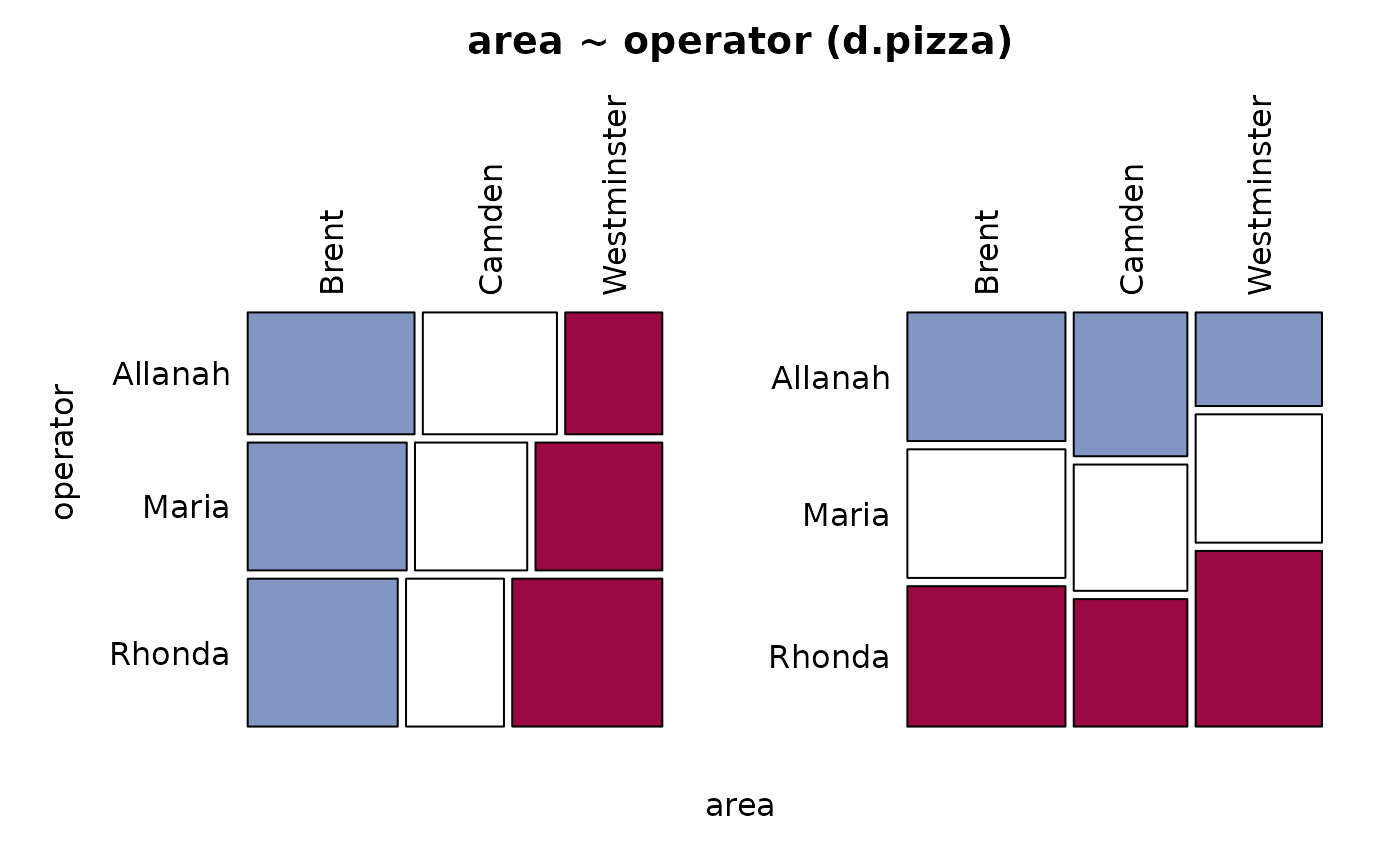 area ~ operator (d.pizza)
Brent
Camden
Westminster
Brent
Camden
Westminster
operator
Allanah
Maria
Rhonda
Allanah
Maria
Rhonda
area